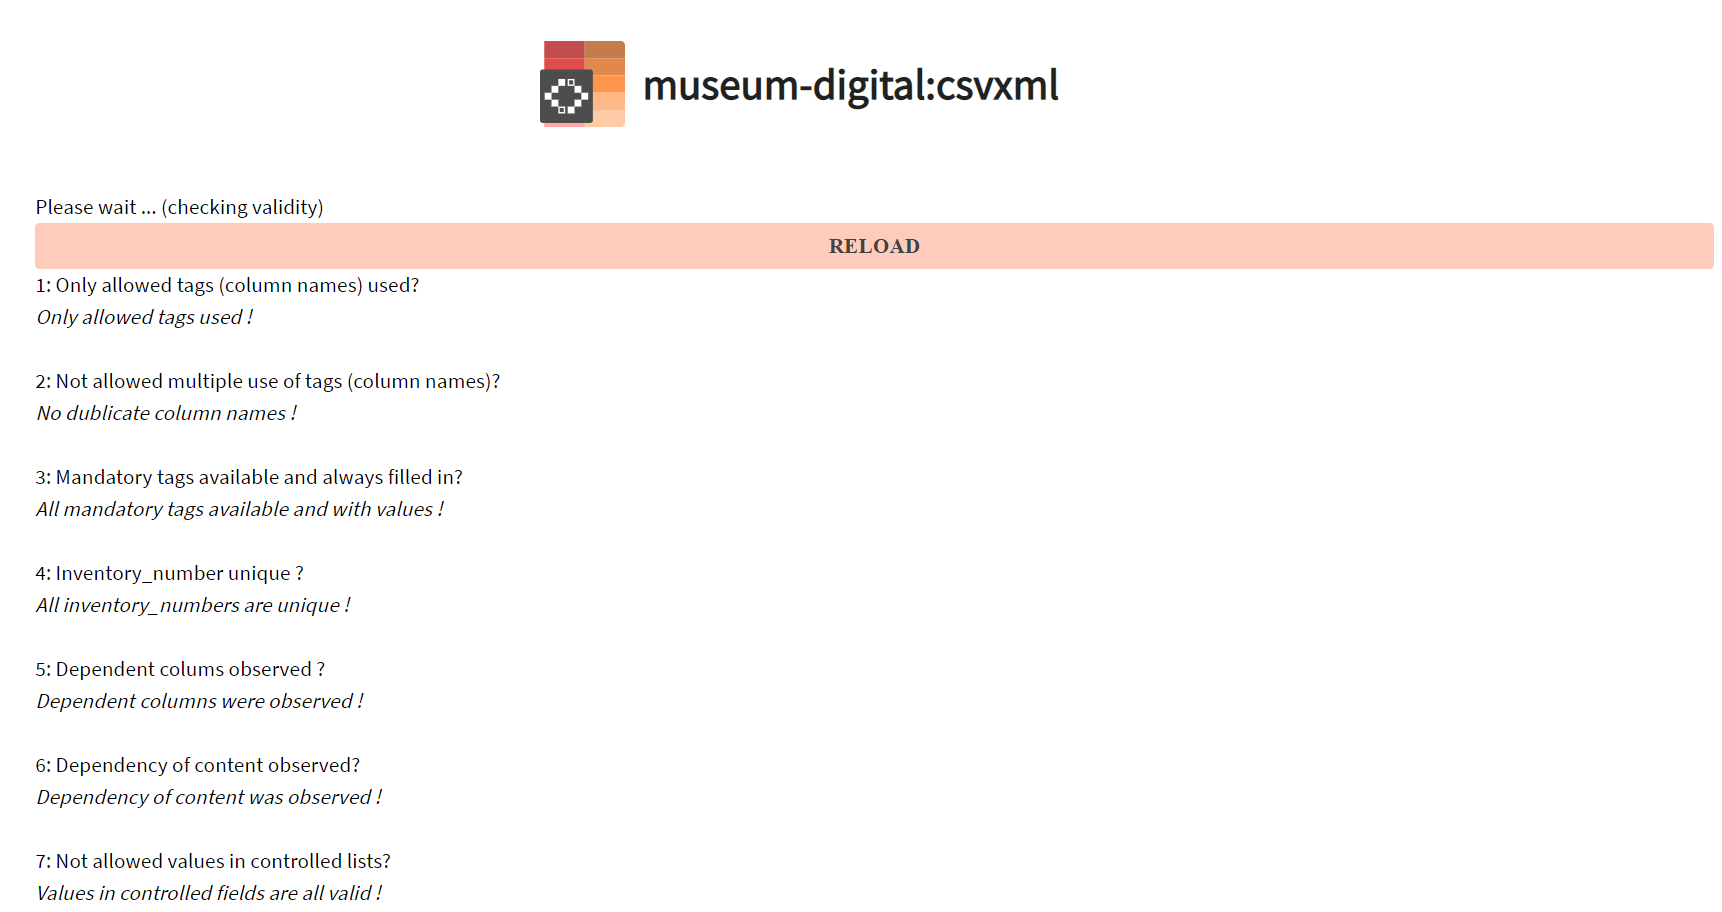 museum-digital:csvxml
Please wait ... (checking validity)
RELOAD
1: Only allowed tags (column names) used?
Only allowed tags used !
2: Not allowed multiple use of tags (column names)?
No dublicate column names !
3: Mandatory tags available and always filled in?
All mandatory tags available and with values !
4: Inventory_number unique ?
All inventory_numbers are unique !
5: Dependent colums observed ?
Dependent columns were observed !
6: Dependency of content observed?
Dependency of content was observed !
7: Not allowed values in controlled lists?
Values in controlled fields are all valid !